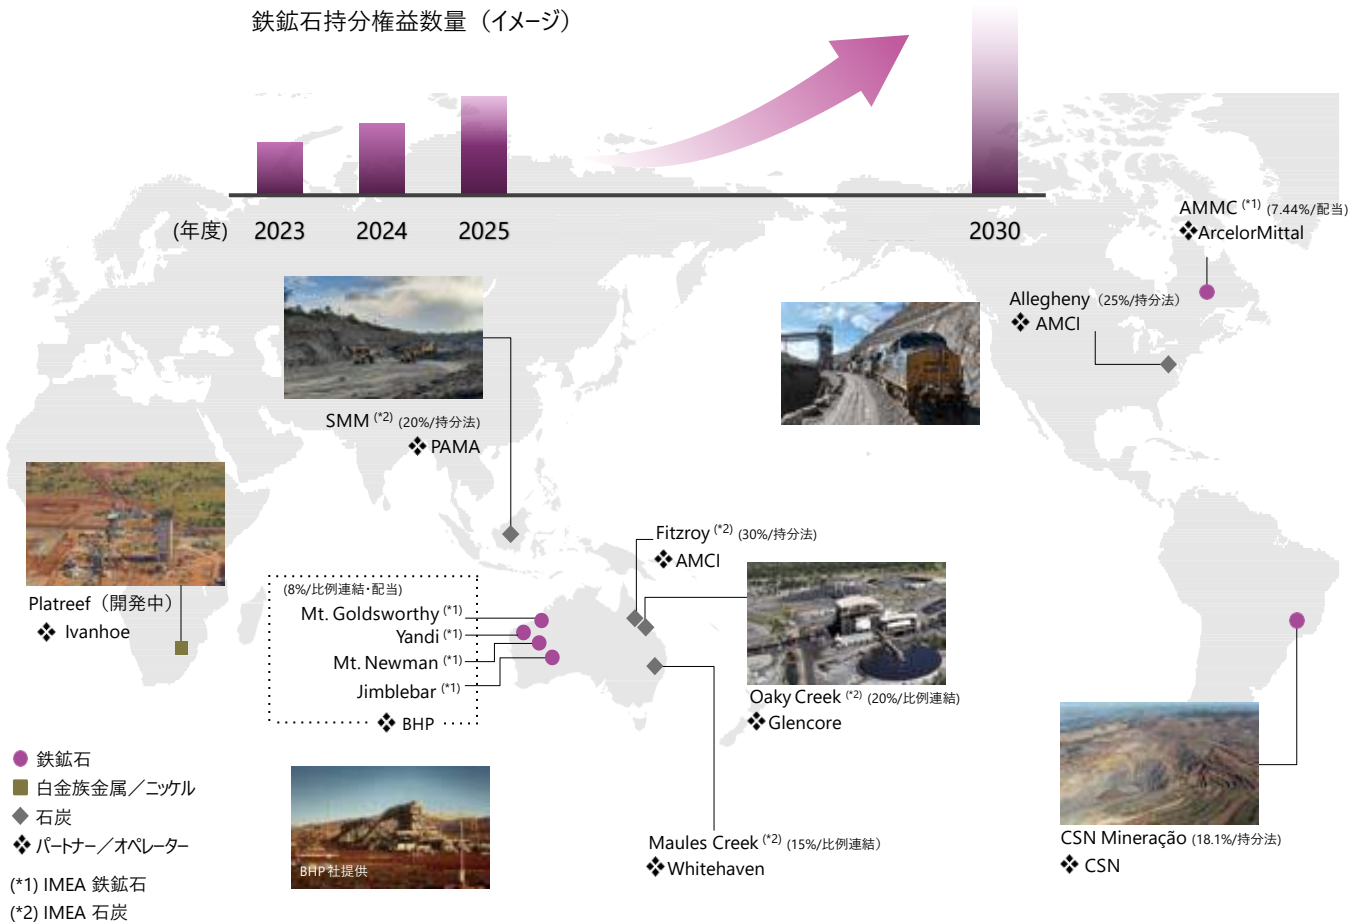 鉄鉱石持分権益数量（イメージ）
(年度) 2023 2024 2025 2030
AMMC (*1) (7.44%/配当)
❖ArcelorMittal
Allegheny（25%/持分法）
❖ AMCI
SMM (*2) (20%/持分法)
❖ PAMA
Platreef（開発中）
❖ Ivanhoe
Fitzroy (*2) (30%/持分法)
❖ AMCI
(8%/比例連結・配当)
Mt. Goldsworthy (*1)
Yandi (*1)
Mt. Newman (*1)
Jimblebar (*1)
❖ BHP
Oaky Creek (*2) (20%/比例連結)
❖ Glencore
BHP社提供
Maules Creek (*2) (15%/比例連結）
❖ Whitehaven
CSN Mineração (18.1%/持分法)
❖ CSN
鉄鉱石
白金族金属／ニッケル
石炭
❖ パートナー／オペレーター
(*1) IMEA 鉄鉱石
(*2) IMEA 石炭